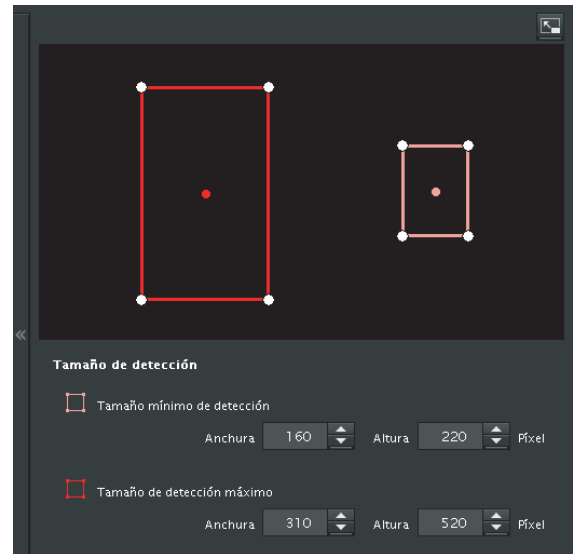 «
Tamaño de detección
Tamaño mínimo de detección
Anchura 160 Altura 220 Píxel
Tamaño de detección máximo
Anchura 310 Altura 520 Píxel